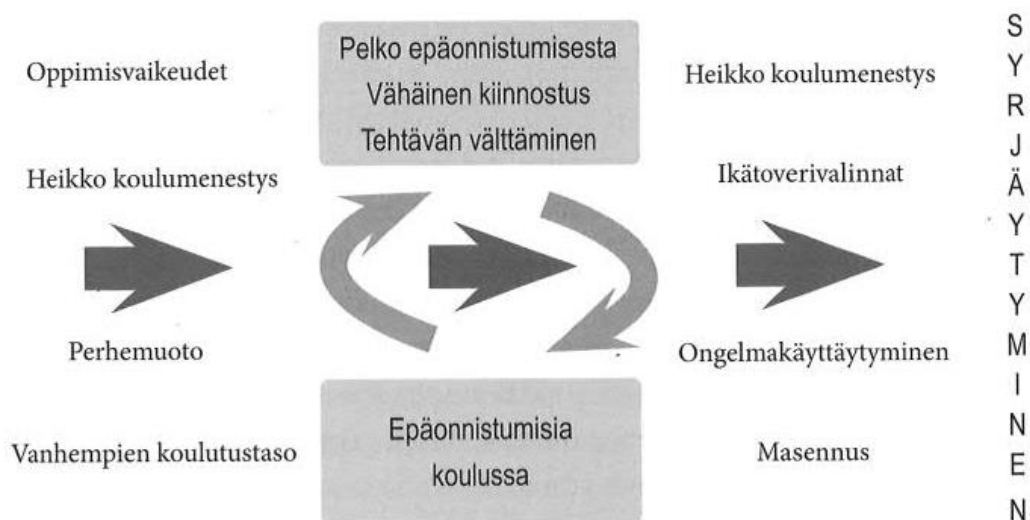 Oppimisvaikeudet
Heikko koulumenestys
Perhemuoto
Vanhempien koulutustaso
Pelko epäonnistumisesta
Vähäinen kiinnostus
Tehtävän välttäminen
Epäonnistumisia
koulussa
Heikko koulumenestys
Ikätoverivalinnat
Ongelmakäyttäytyminen
Masennus
SYRJÄYTYMINEN